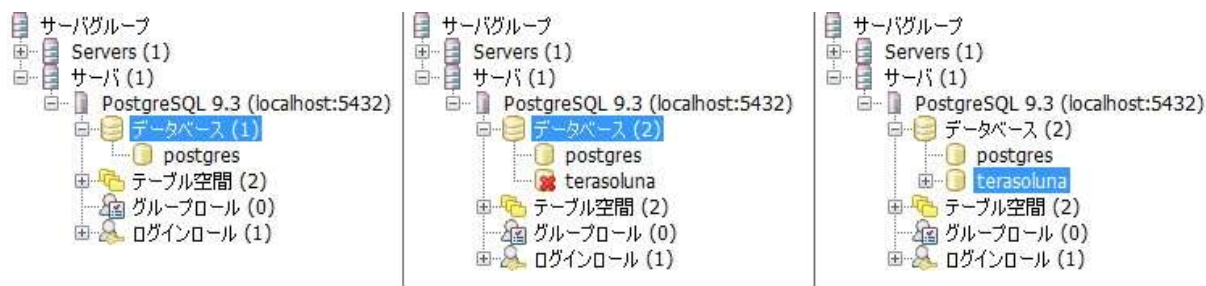 サーバグループ
Servers (1)
サーバ (1)
PostgreSQL 9.3 (localhost:5432)
データベース (1)
postgres
テーブル空間 (2)
グループロール (0)
ログインロール (1)
サーバグループ
Servers (1)
サーバ (1)
PostgreSQL 9.3 (localhost:5432)
データベース (2)
postgres
terasoluna
テーブル空間 (2)
グループロール (0)
ログインロール (1)
サーバグループ
Servers (1)
サーバ (1)
PostgreSQL 9.3 (localhost:5432)
データベース (2)
postgres
terasoluna
テーブル空間 (2)
グループロール (0)
ログインロール (1)